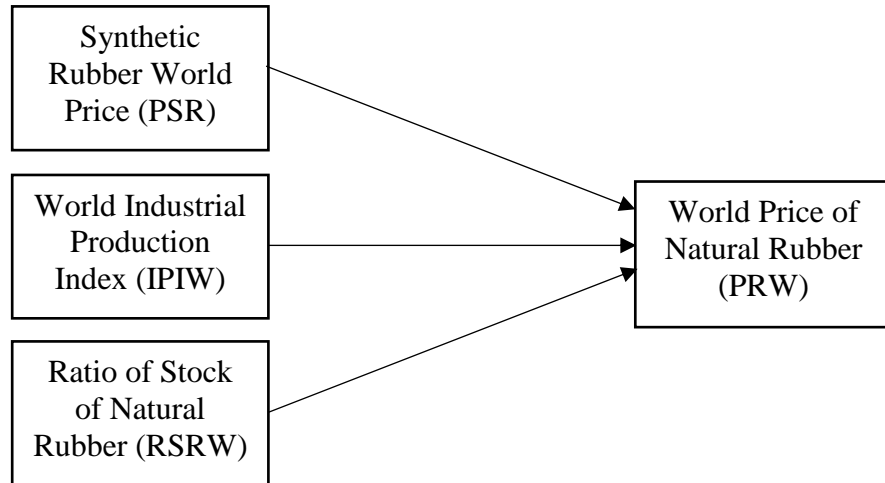 Synthetic
Rubber World
Price (PSR)
World Industrial
Production
Index (IPIW)
Ratio of Stock
of Natural
Rubber (RSRW)
World Price of
Natural Rubber
(PRW)